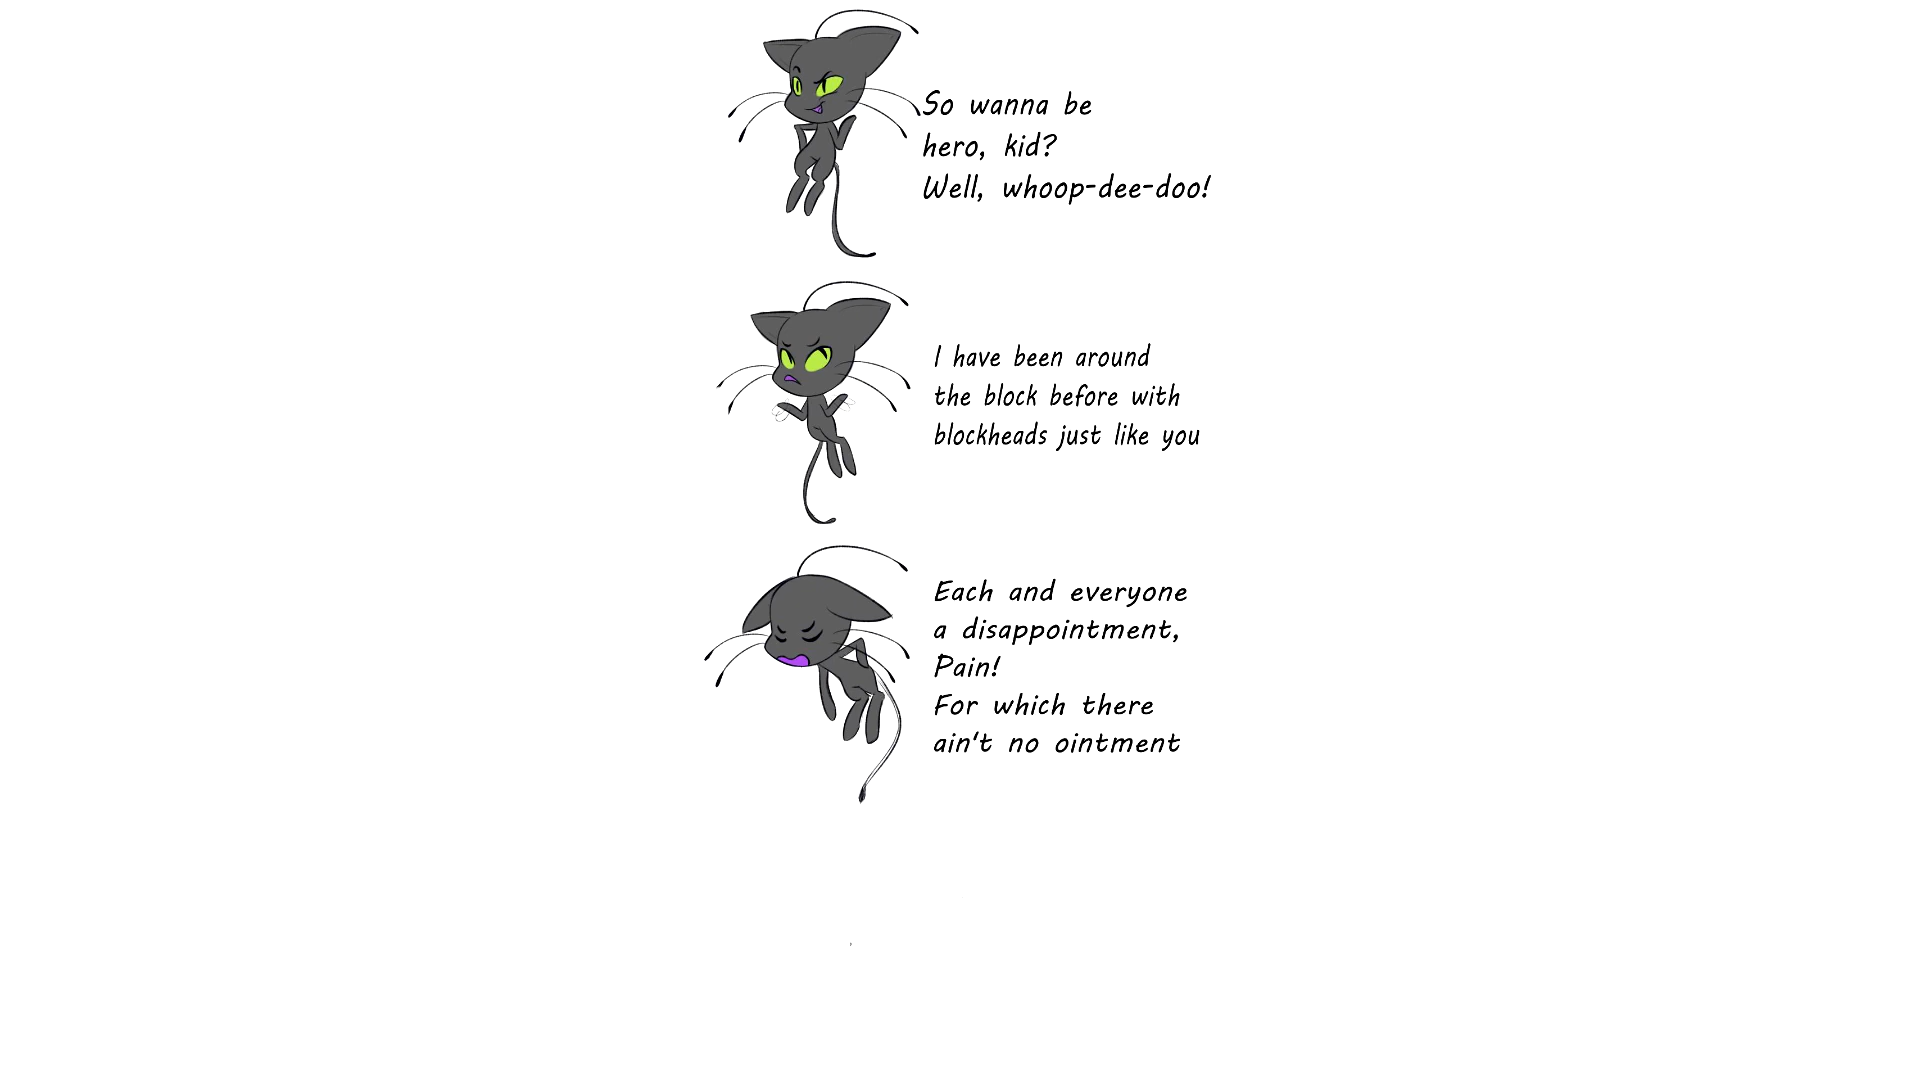 So wanna be
hero, kid?
Well, whoop-dee-doo!
I have been around
the block before with
blockheads just like you
Each and everyone
a disappointment,
Pain!
For which there
ain't no ointment